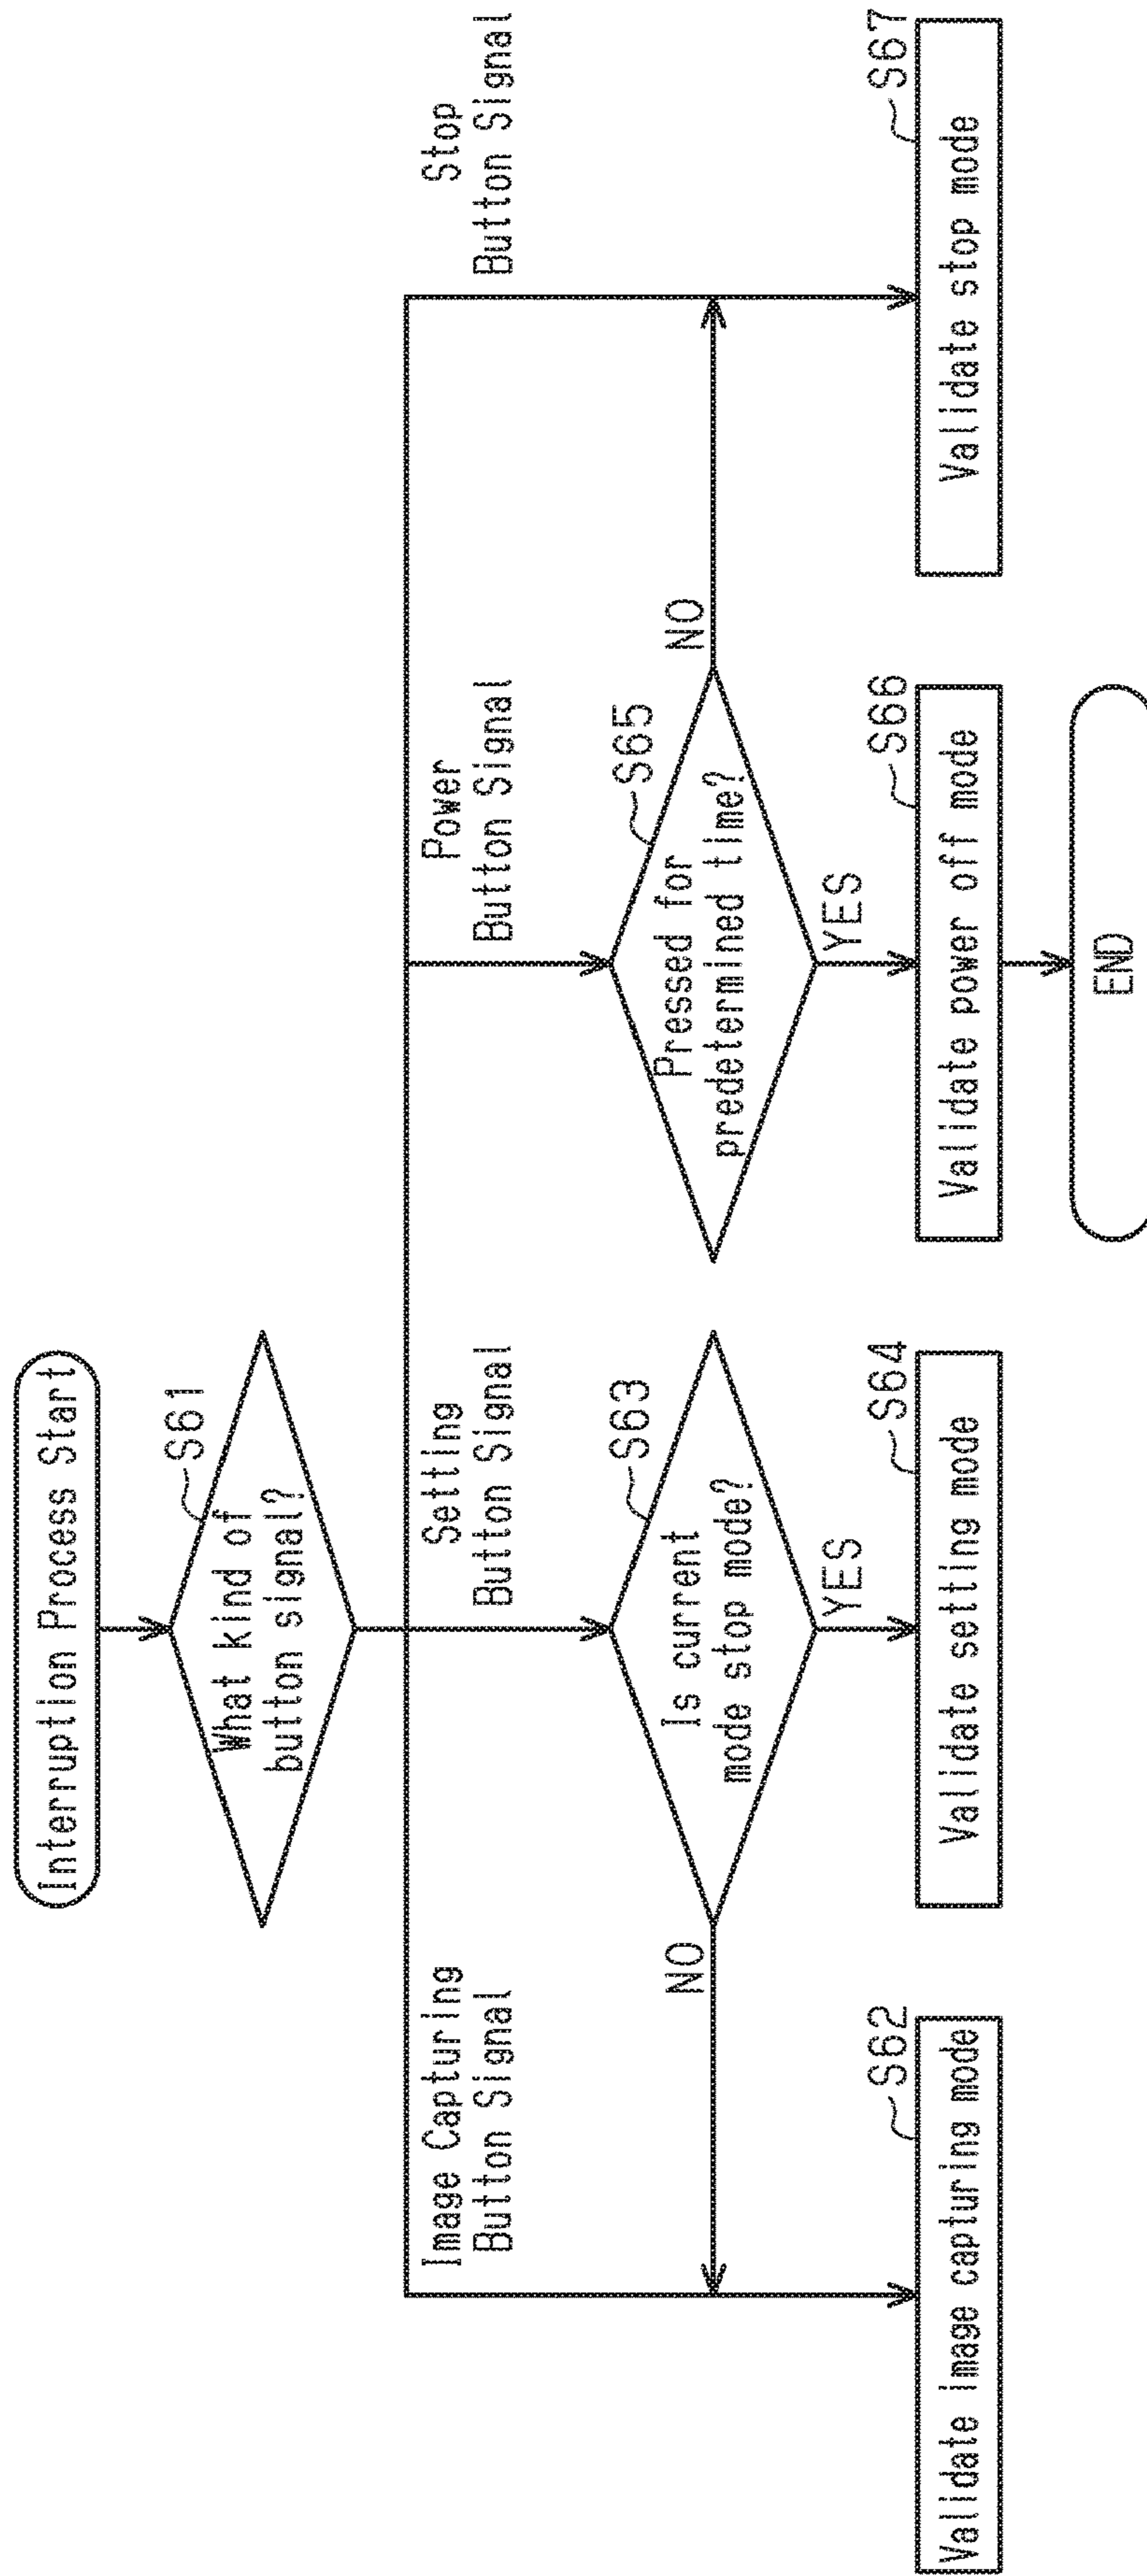 Interruption Process Start
S61
What kind of
button signal?
Image Capturing
Button Signal
Setting
Button Signal
Power
Button Signal
Stop
Button Signal
S63
Is current
mode stop mode?
NO
YES
S65
Pressed for
predetermined time?
NO
YES
S62
Validate image capturing mode
S64
Validate setting mode
S66
Validate power off mode
S67
Validate stop mode
END